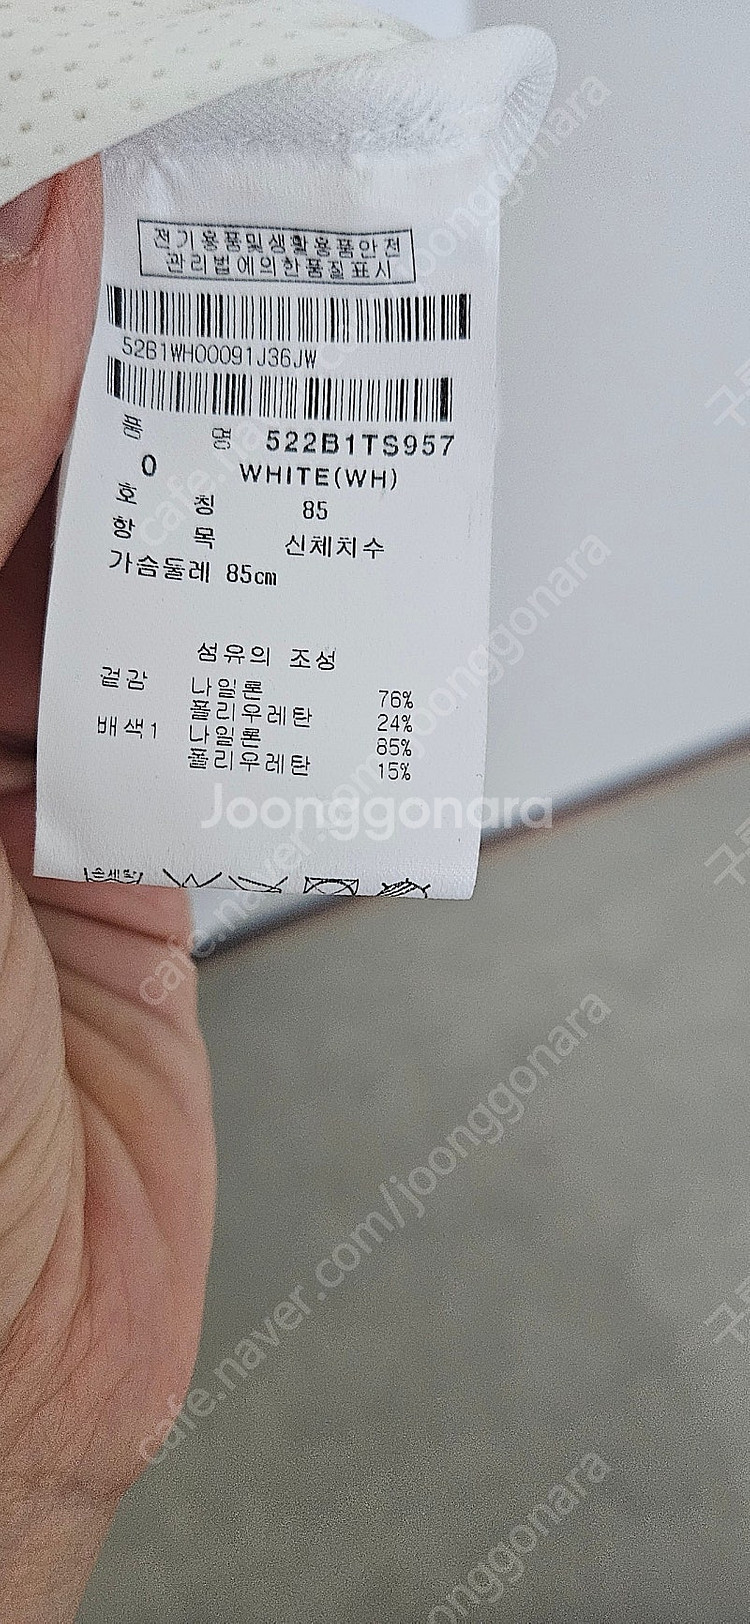 전기용품및생활용품안전
관리법에의한품질표시
52B1WH00091J36JW
품 명 522B1TS957
0 WHITE(WH)
호 칭 85
항 목 신체치수
가슴둘레 85cm
섬유의 조성
겉감 나일론 76%
폴리우레탄 24%
배색1 나일론 85%
폴리우레탄 15%
손세탁
Joonggonara
cafe.naver.com/joonggonara